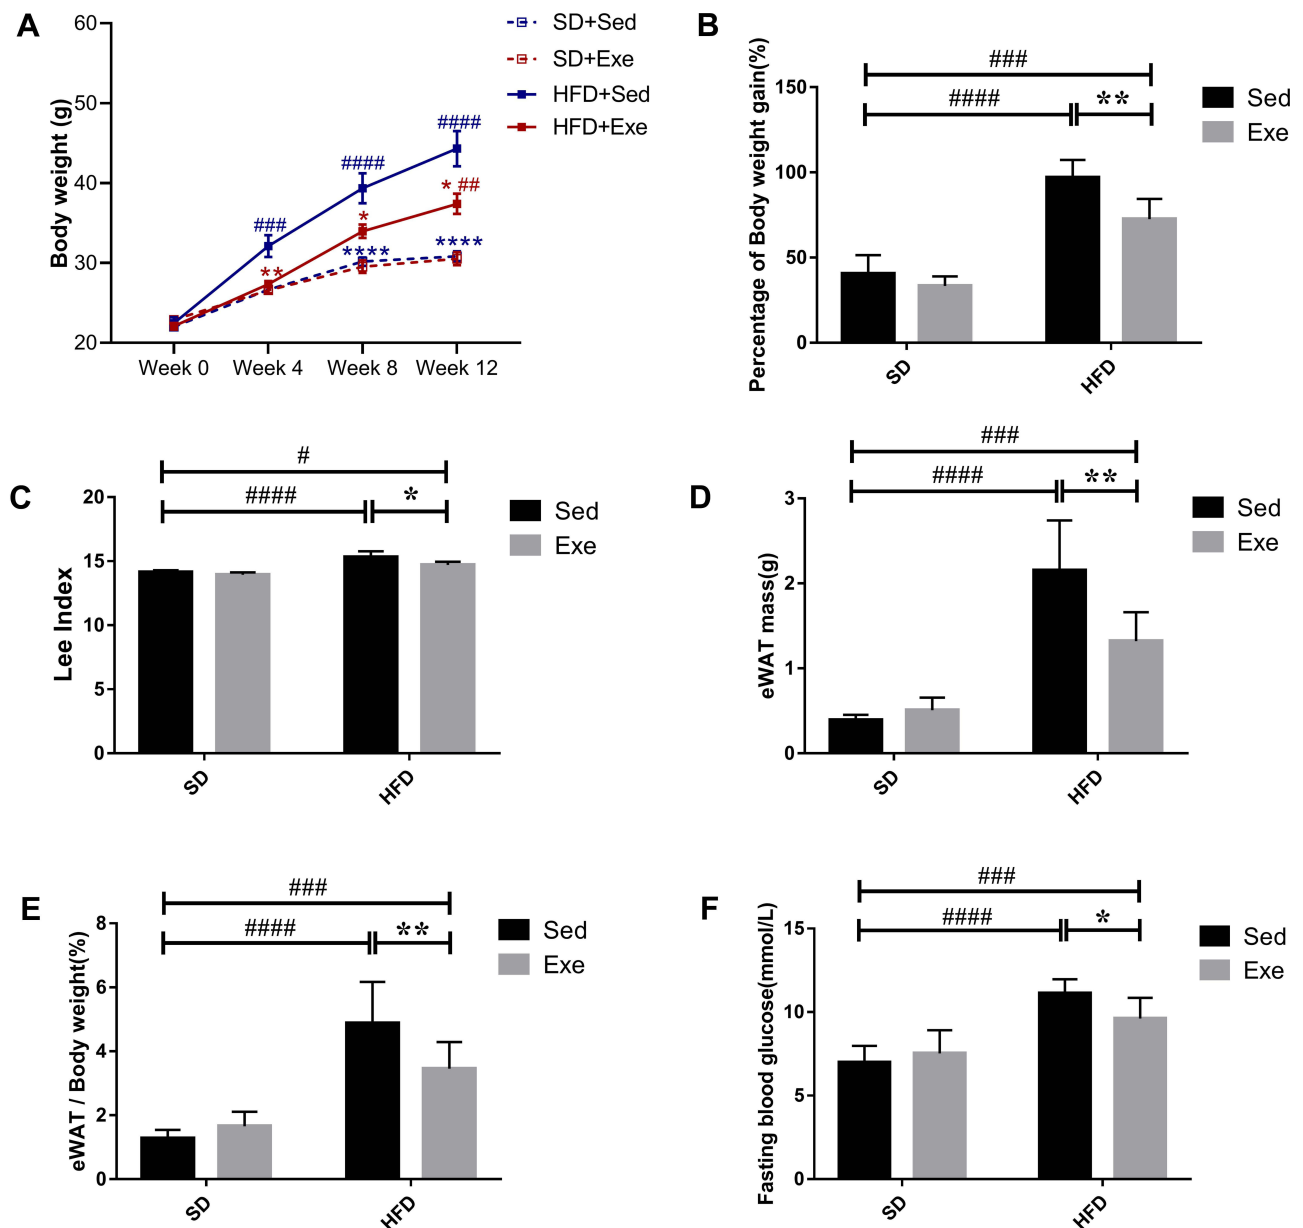 A
Body weight (g)
60
50
40
30
20
Week 0 Week 4 Week 8 Week 12
SD+Sed
SD+Exe
HFD+Sed
HFD+Exe
###
####
####
**
*
* ##
****
****
B
Percentage of Body weight gain(%)
150
100
50
0
###
#### **
SD HFD
Sed
Exe
C
Lee Index
20
15
10
5
0
#
#### *
SD HFD
Sed
Exe
D
eWAT mass(g)
3
2
1
0
###
#### **
SD HFD
Sed
Exe
E
eWAT / Body weight(%)
8
6
4
2
0
###
#### **
SD HFD
Sed
Exe
F
Fasting blood glucose(mmol/L)
15
10
5
0
###
#### *
SD HFD
Sed
Exe